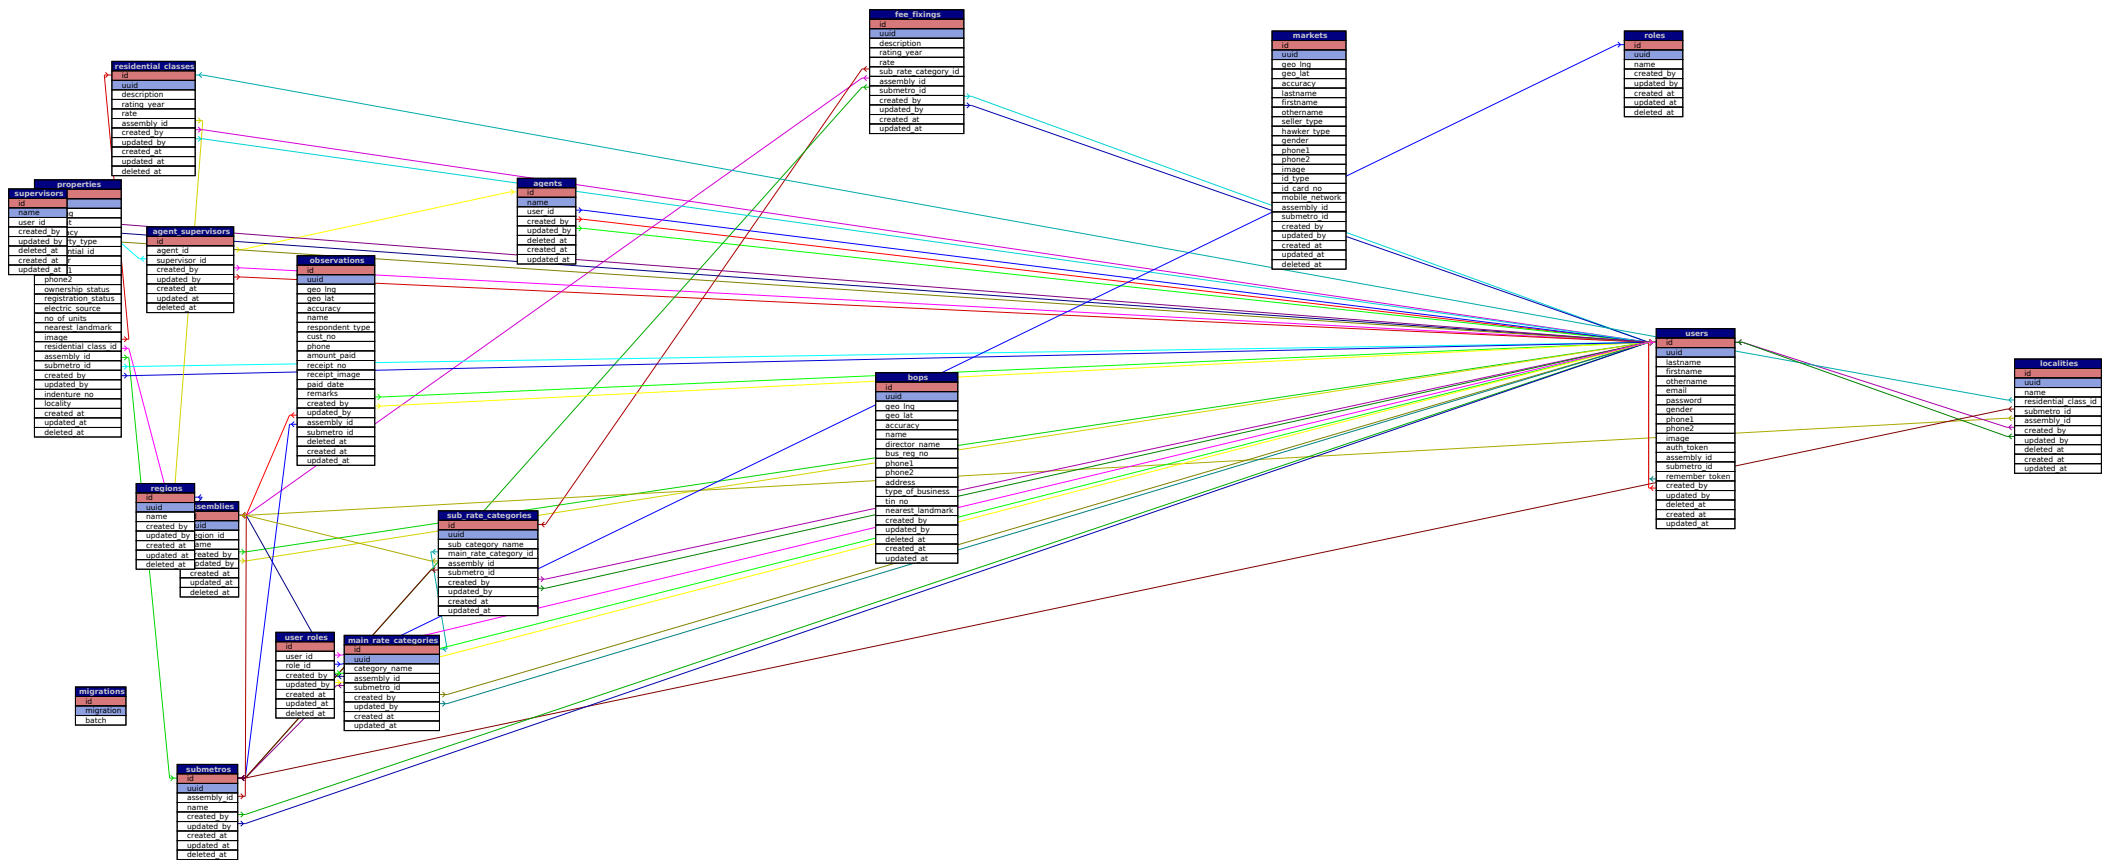 fee_fixings
id
uuid
description
rating_year
rate
sub_rate_category_id
assembly_id
submetro_id
created_by
updated_by
created_at
updated_at
markets
id
uuid
geo_lng
geo_lat
accuracy
lastname
firstname
othername
seller_type
hawker_type
gender
phone1
phone2
image
id_type
id_card_no
mobile_network
assembly_id
submetro_id
created_by
updated_by
created_at
updated_at
deleted_at
roles
id
uuid
name
created_by
updated_by
created_at
updated_at
deleted_at
residential_classes
id
uuid
description
rating_year
rate
assembly_id
created_by
updated_by
created_at
updated_at
deleted_at
properties
phone2
ownership_status
registration_status
electric_source
no_of_units
nearest_landmark
image
residential_class_id
assembly_id
submetro_id
created_by
updated_by
indenture_no
locality
created_at
updated_at
deleted_at
supervisors
id
name
user_id
created_by
updated_by
deleted_at
created_at
updated_at
agent_supervisors
id
agent_id
supervisor_id
created_by
updated_by
created_at
updated_at
deleted_at
agents
id
name
user_id
created_by
updated_by
deleted_at
created_at
updated_at
observations
id
uuid
geo_lng
geo_lat
accuracy
name
respondent_type
cust_no
phone
amount_paid
receipt_no
receipt_image
paid_date
remarks
created_by
updated_by
assembly_id
submetro_id
deleted_at
created_at
updated_at
users
id
uuid
lastname
firstname
othername
email
password
gender
phone1
phone2
image
auth_token
assembly_id
submetro_id
remember_token
created_by
updated_by
deleted_at
created_at
updated_at
localities
id
uuid
name
residential_class_id
submetro_id
assembly_id
created_by
updated_by
deleted_at
created_at
updated_at
bops
id
uuid
geo_lng
geo_lat
accuracy
name
director_name
bus_reg_no
phone1
phone2
address
type_of_business
tin_no
nearest_landmark
created_by
updated_by
deleted_at
created_at
updated_at
regions
id
uuid
name
created_by
updated_by
created_at
updated_at
deleted_at
ssemblies
uid
egion_id
ame
reated_by
pdated_by
created_at
updated_at
deleted_at
sub_rate_categories
id
uuid
sub_category_name
main_rate_category_id
assembly_id
submetro_id
created_by
updated_by
created_at
updated_at
user_roles
id
user_id
role_id
created_by
updated_by
created_at
updated_at
deleted_at
main_rate_categories
id
uuid
category_name
assembly_id
submetro_id
created_by
updated_by
created_at
updated_at
migrations
id
migration
batch
submetros
id
uuid
assembly_id
name
created_by
updated_by
created_at
updated_at
deleted_at